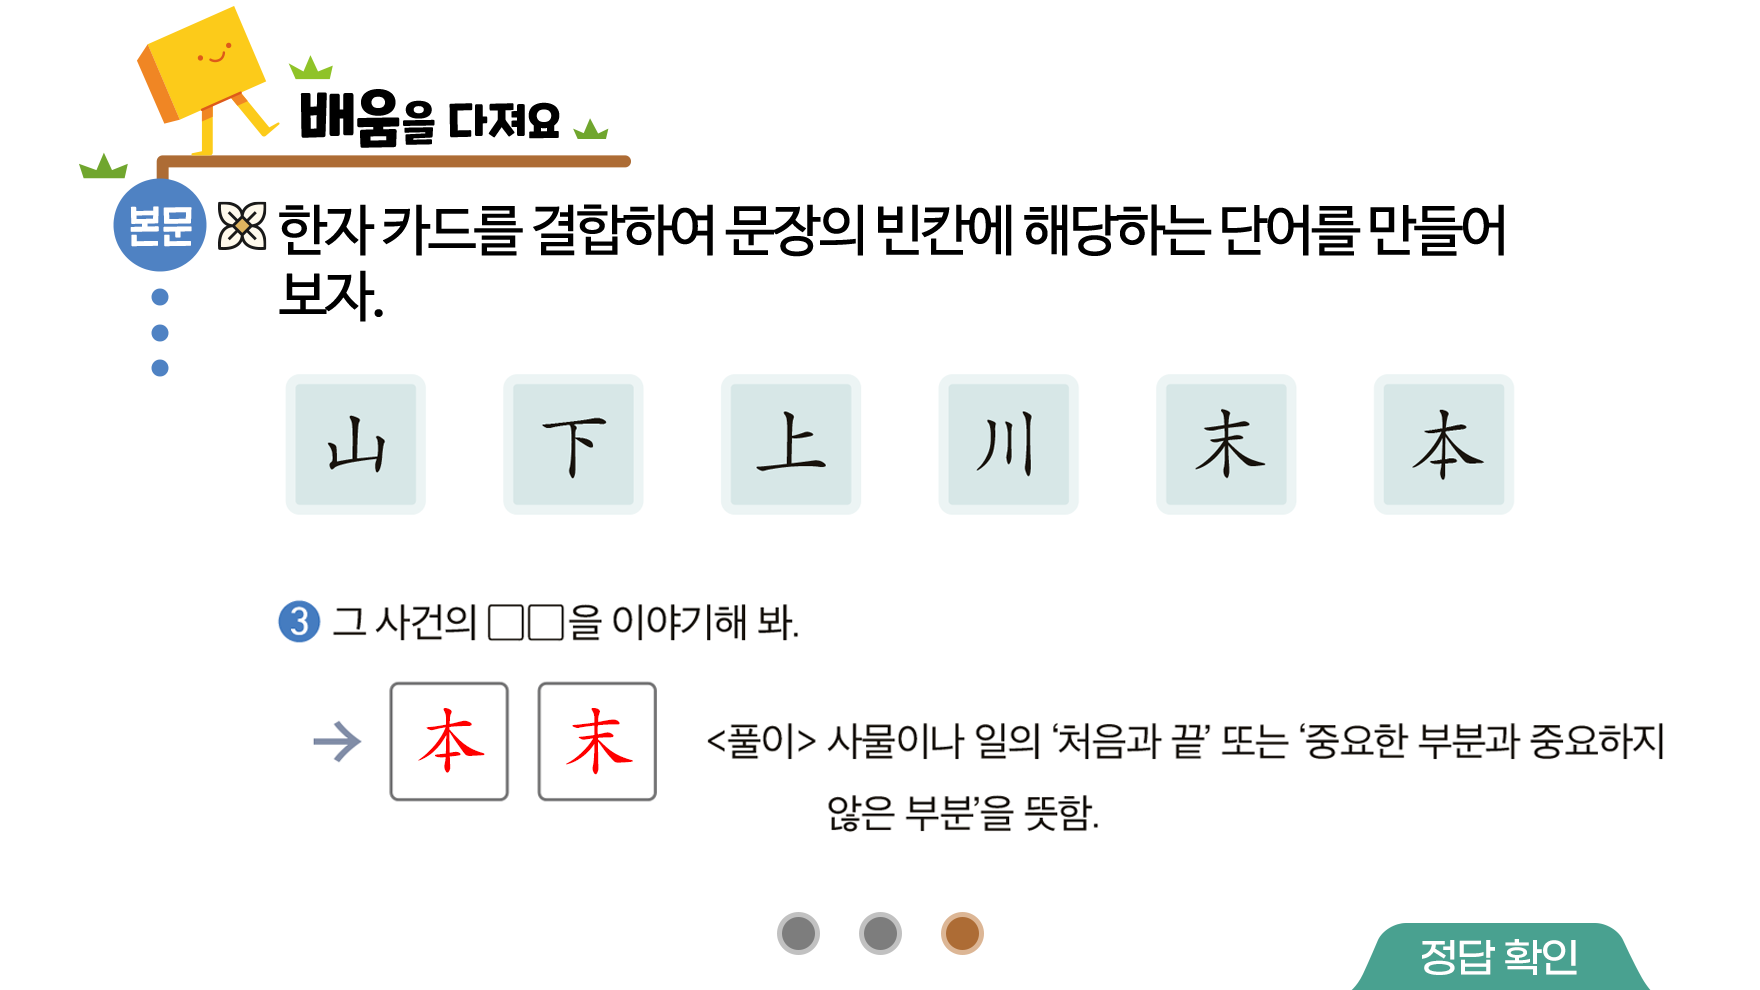 배움을 다져요
본문
한자 카드를 결합하여 문장의 빈칸에 해당하는 단어를 만들어
보자.
山 下 上 川 末 本
3 그 사건의 □□을 이야기해 봐.
→ 本 末 <풀이> 사물이나 일의 ‘처음과 끝’ 또는 ‘중요한 부분과 중요하지
않은 부분’을 뜻함.
정답 확인